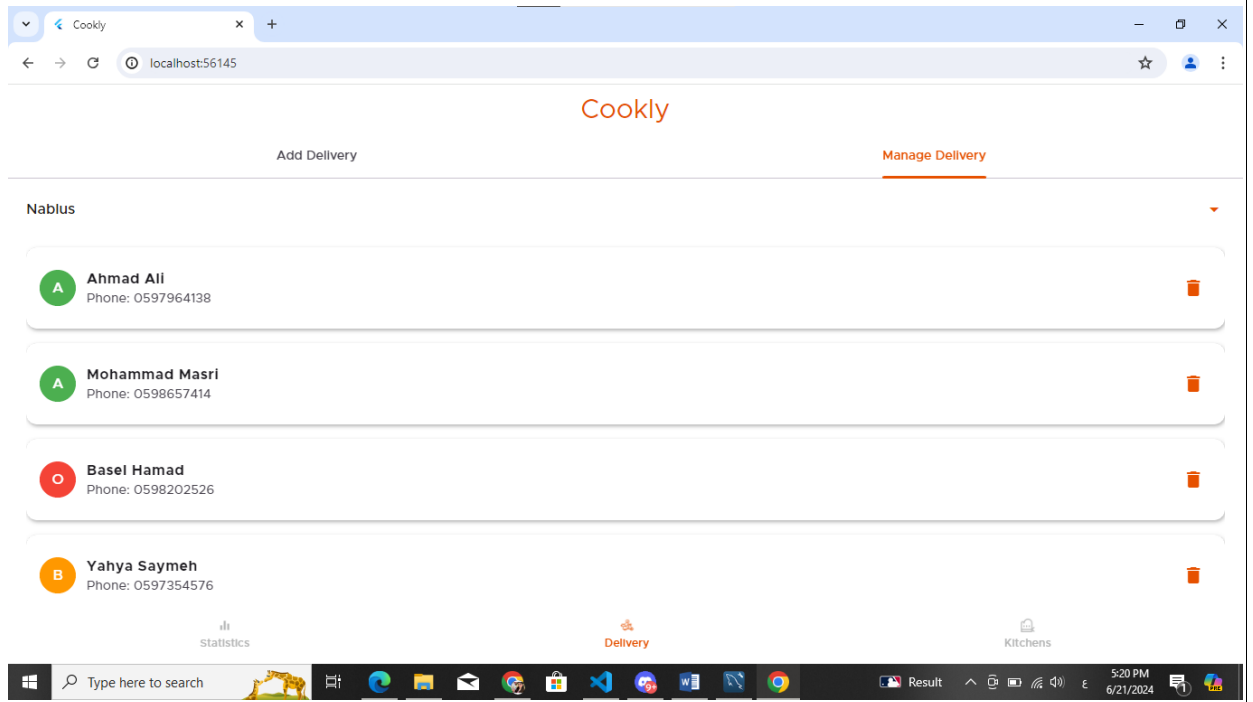 Cookly
localhost:56145
Cookly
Add Delivery
Manage Delivery
Nablus
A
Ahmad Ali
Phone: 0597964138
A
Mohammad Masri
Phone: 0598657414
O
Basel Hamad
Phone: 0598202526
B
Yahya Saymeh
Phone: 0597354576
Statistics
Delivery
Kitchens
Type here to search
Result
ع
5:20 PM
6/21/2024
1
PRE